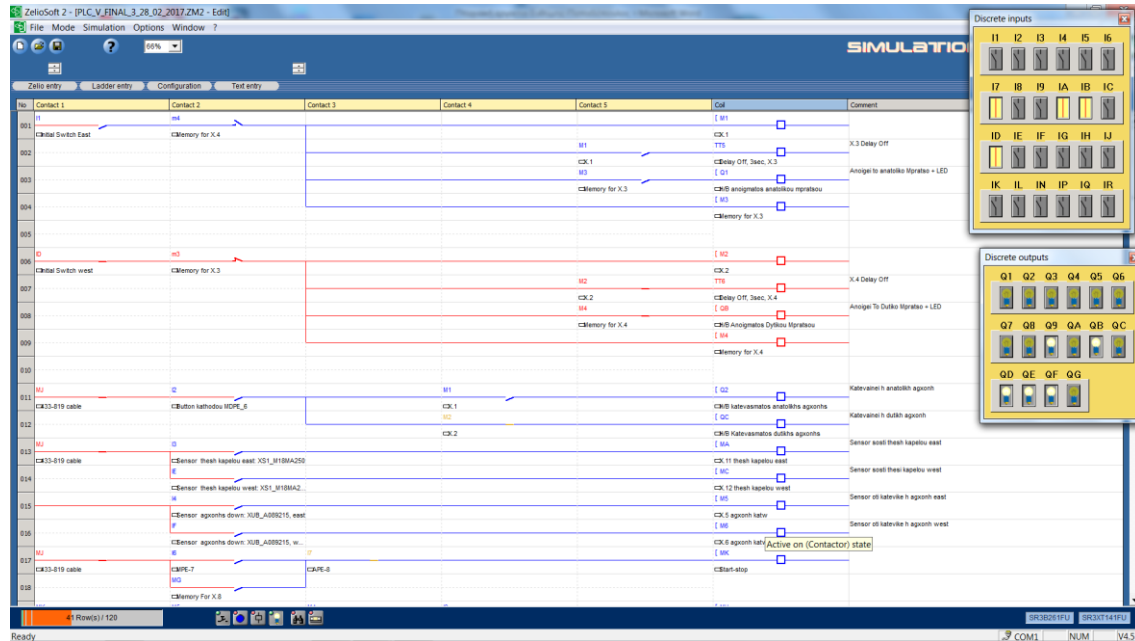 ZelioSoft 2 - [PLC_V_FINAL_3_28_02_2017.ZM2 - Edit]
File Mode Simulation Options Window ?
66%
SIMULATIO
Zelio entry Ladder entry Configuration Text entry
No Contact 1 Contact 2 Contact 3 Contact 4 Contact 5 Coil Comment
I1 m4 [ M1
001
Initial Switch East Memory for X.4 X.1
M1 TT5 X.3 Delay Off
002
X.1 Delay Off, 3sec, X.3
M3 [ Q1 Anoigei to anatoliko Mpratso + LED
003
Memory for X.3 H/B anoigmatos anatolikou mpratsou
[ M3
004
Memory for X.3
005
ID m3 [ M2
006
Initial Switch west Memory for X.3 X.2
M2 TT6 X.4 Delay Off
007
X.2 Delay Off, 3sec, X.4
M4 [ QB Anoigei To Dutiko Mpratso + LED
008
Memory for X.4 H/B Anoigmatos Dytikou Mpratsou
[ M4
009
Memory for X.4
010
MJ I2 M1 [ Q2 Katevainei h anatolikh agxonh
011
433-819 cable Button kathodou MDPE_6 X.1 H/B katevasmatos anatolikhs agxonhs
M2 [ QC Katevainei h dutikh agxonh
012
X.2 H/B Katevasmatos dutikhs agxonhs
MJ I3 [ MA Sensor sosti thesh kapelou east
013
433-819 cable Sensor thesh kapelou east: XS1_M18MA250 X.11 thesh kapelou east
IE [ MC Sensor sosti thesi kapelou west
014
Sensor thesh kapelou west: XS1_M18MA2... X.12 thesh kapelou west
I4 [ M5 Sensor oti katevike h agxonh east
015
Sensor agxonhs down: XUB_A089215, east X.5 agxonh katw
IF [ M6 Sensor oti katevike h agxonh west
016
Sensor agxonhs down: XUB_A089215, w... X.6 agxonh katw
Active on (Contactor) state
MJ I6 I7 [ MK
017
433-819 cable MPE-7 APE-8 Start-stop
MG
018
Memory For X.8
41 Row(s) / 120
SR3B261FU SR3XT141FU
Ready COM1 NUM V4.5
Discrete inputs
I1 I2 I3 I4 I5 I6
I7 I8 I9 IA IB IC
ID IE IF IG IH IJ
IK IL IN IP IQ IR
Discrete outputs
Q1 Q2 Q3 Q4 Q5 Q6
Q7 Q8 Q9 QA QB QC
QD QE QF QG